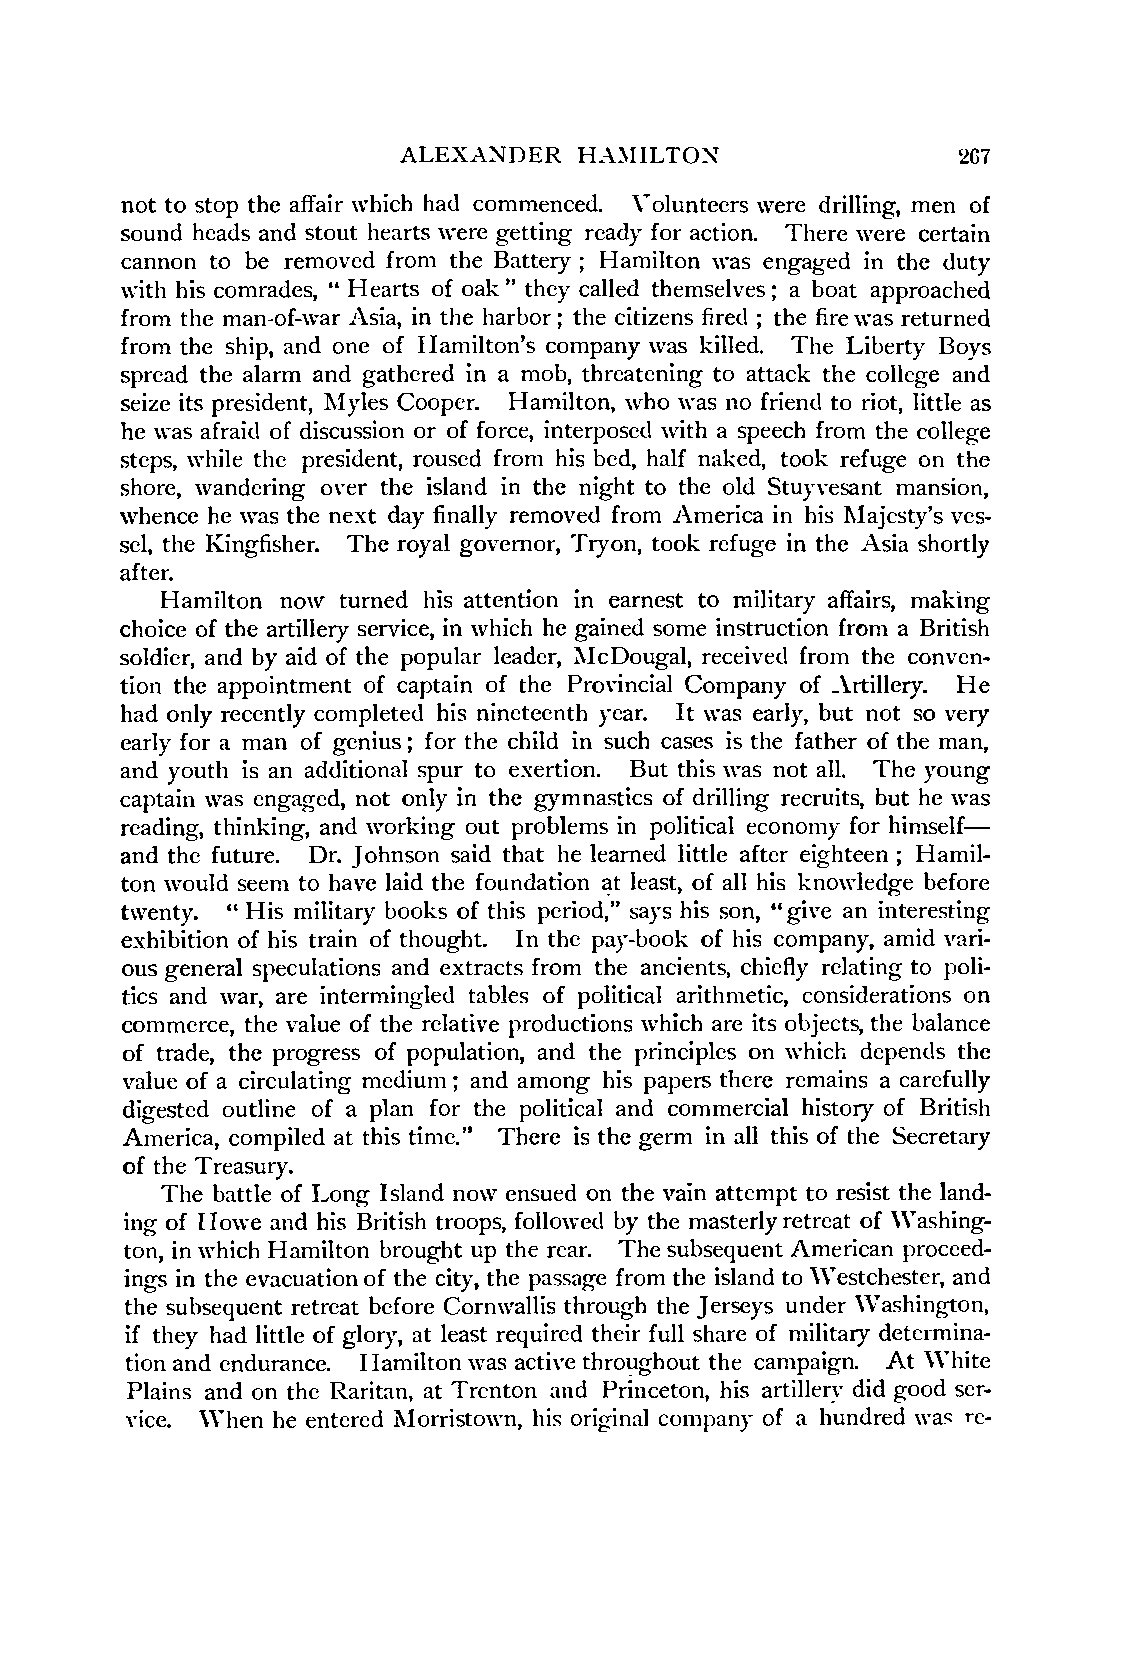 ALEXANDER HAMILTON 267
not to stop the affair which had commenced. Volunteers were drilling, men of
sound heads and stout hearts were getting ready for action. There were certain
cannon to be removed from the Battery ; Hamilton was engaged in the duty
with his comrades, “ Hearts of oak ” they called themselves ; a boat approached
from the man-of-war Asia, in the harbor ; the citizens fired ; the fire was returned
from the ship, and one of Hamilton's company was killed. The Liberty Boys
spread the alarm and gathered in a mob, threatening to attack the college and
seize its president, Myles Cooper. Hamilton, who was no friend to riot, little as
he was afraid of discussion or of force, interposed with a speech from the college
steps, while the president, roused from his bed, half naked, took refuge on the
shore, wandering over the island in the night to the old Stuyvesant mansion,
whence he was the next day finally removed from America in his Majesty's ves-
sel, the Kingfisher. The royal governor, Tryon, took refuge in the Asia shortly
after.
Hamilton now turned his attention in earnest to military affairs, making
choice of the artillery service, in which he gained some instruction from a British
soldier, and by aid of the popular leader, McDougal, received from the conven-
tion the appointment of captain of the Provincial Company of Artillery. He
had only recently completed his nineteenth year. It was early, but not so very
early for a man of genius ; for the child in such cases is the father of the man,
and youth is an additional spur to exertion. But this was not all. The young
captain was engaged, not only in the gymnastics of drilling recruits, but he was
reading, thinking, and working out problems in political economy for himself—
and the future. Dr. Johnson said that he learned little after eighteen ; Hamil-
ton would seem to have laid the foundation at least, of all his knowledge before
twenty. “ His military books of this period,” says his son, “ give an interesting
exhibition of his train of thought. In the pay-book of his company, amid vari-
ous general speculations and extracts from the ancients, chiefly relating to poli-
tics and war, are intermingled tables of political arithmetic, considerations on
commerce, the value of the relative productions which are its objects, the balance
of trade, the progress of population, and the principles on which depends the
value of a circulating medium ; and among his papers there remains a carefully
digested outline of a plan for the political and commercial history of British
America, compiled at this time.” There is the germ in all this of the Secretary
of the Treasury.
The battle of Long Island now ensued on the vain attempt to resist the land-
ing of Howe and his British troops, followed by the masterly retreat of Washing-
ton, in which Hamilton brought up the rear. The subsequent American proceed-
ings in the evacuation of the city, the passage from the island to Westchester, and
the subsequent retreat before Cornwallis through the Jerseys under Washington,
if they had little of glory, at least required their full share of military determina-
tion and endurance. Hamilton was active throughout the campaign. At White
Plains and on the Raritan, at Trenton and Princeton, his artillery did good ser-
vice. When he entered Morristown, his original company of a hundred was re-